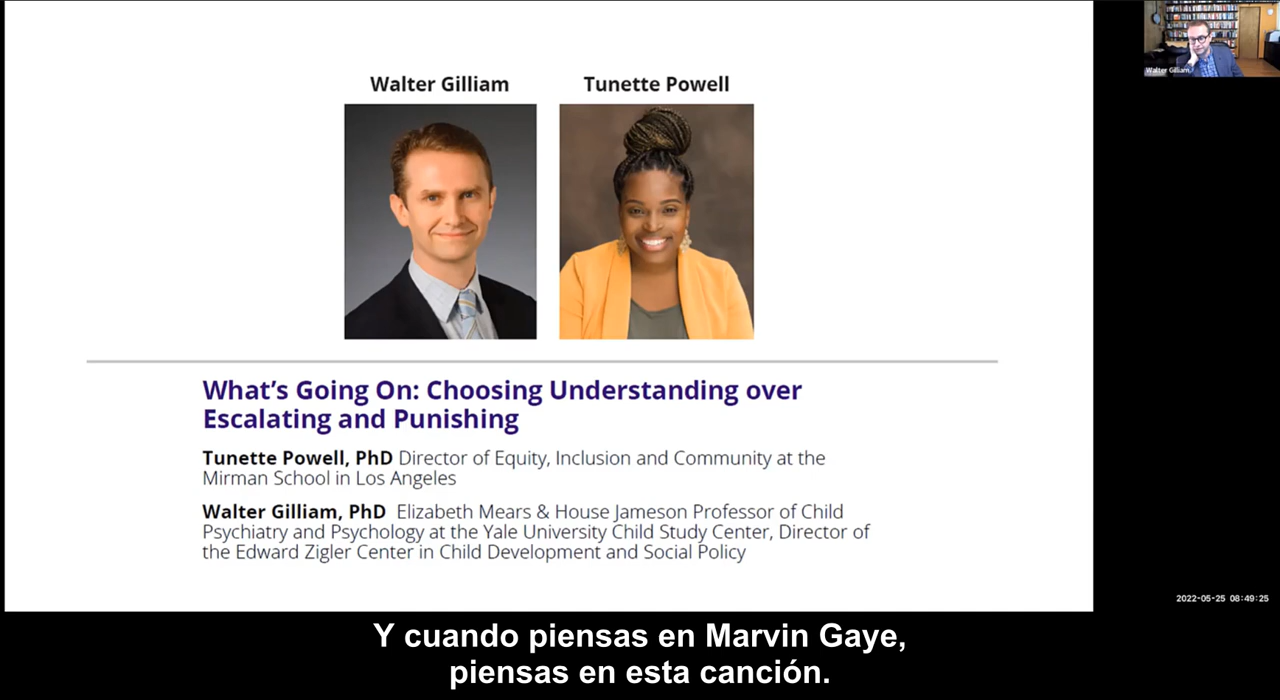 Walter Gilliam
Tunette Powell
Walter Gilliam
What's Going On: Choosing Understanding over
Escalating and Punishing
Tunette Powell, PhD Director of Equity, Inclusion and Community at the
Mirman School in Los Angeles
Walter Gilliam, PhD Elizabeth Mears & House Jameson Professor of Child
Psychiatry and Psychology at the Yale University Child Study Center, Director of
the Edward Zigler Center in Child Development and Social Policy
2022-05-25 08:49:25
Y cuando piensas en Marvin Gaye,
piensas en esta canción.